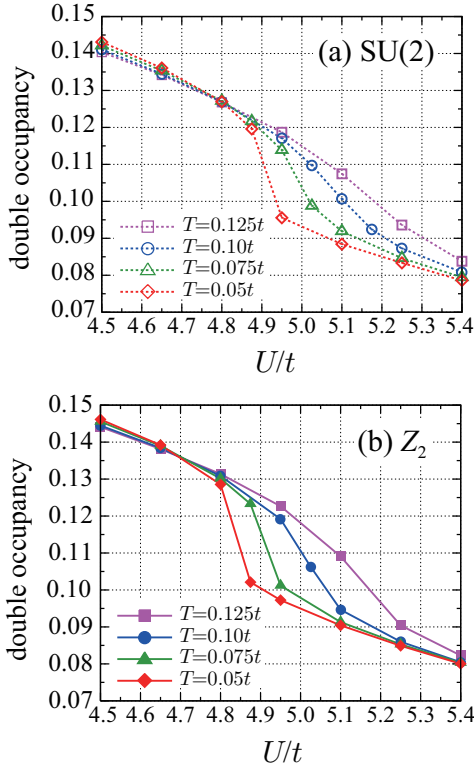 0.15
(a) SU(2)
0.14
0.13
0.12
0.11
0.10
0.09
0.08
0.07
double occupancy
T=0.125t
T=0.10t
T=0.075t
T=0.05t
4.5 4.6 4.7 4.8 4.9 5.0 5.1 5.2 5.3 5.4
U/t
0.15
(b) Z₂
0.14
0.13
0.12
0.11
0.10
0.09
0.08
0.07
double occupancy
T=0.125t
T=0.10t
T=0.075t
T=0.05t
4.5 4.6 4.7 4.8 4.9 5.0 5.1 5.2 5.3 5.4
U/t